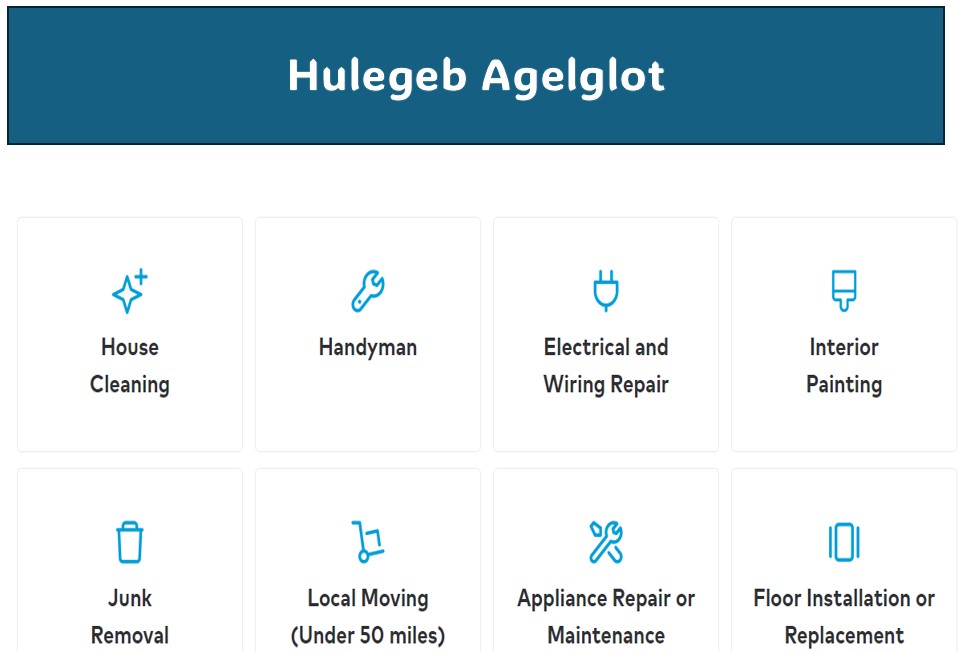 Hulegeb Agelglot
House
Cleaning
Handyman
Electrical and
Wiring Repair
Interior
Painting
Junk
Removal
Local Moving
(Under 50 miles)
Appliance Repair or
Maintenance
Floor Installation or
Replacement